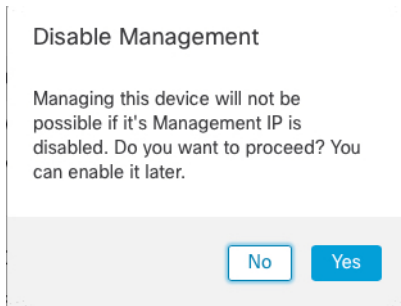 Disable Management
Managing this device will not be
possible if it's Management IP is
disabled. Do you want to proceed? You
can enable it later.
No
Yes